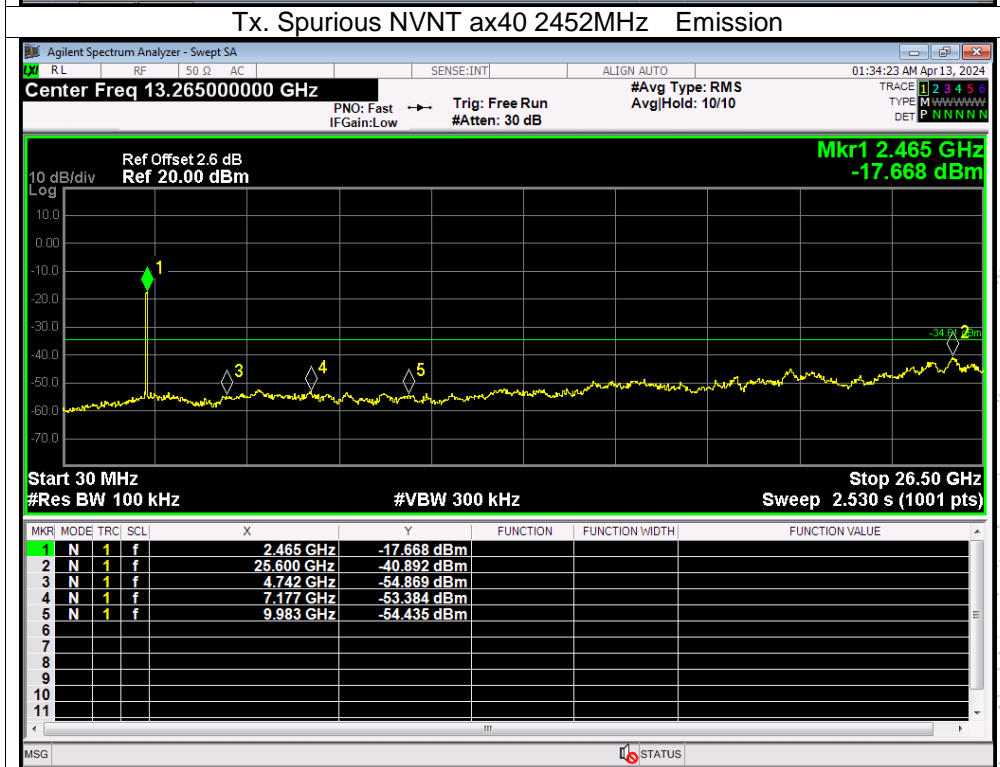 Tx. Spurious NVNT ax40 2452MHz Emission
Agilent Spectrum Analyzer - Swept SA
LXI RL RF 50 Ω AC SENSE:INT ALIGN AUTO 01:34:23 AM Apr 13, 2024
Center Freq 13.265000000 GHz #Avg Type: RMS TRACE 1 2 3 4 5 6
PNO: Fast Trig: Free Run Avg|Hold: 10/10 TYPE M WWWWW
IFGain:Low #Atten: 30 dB DET P N N N N N
Mkr1 2.465 GHz
-17.668 dBm
Ref Offset 2.6 dB
10 dB/div Ref 20.00 dBm
Log
10.0
0.00
-10.0
1
-20.0
-30.0
2
-40.0
3 4 5
-50.0
-60.0
-70.0
Start 30 MHz Stop 26.50 GHz
#Res BW 100 kHz #VBW 300 kHz Sweep 2.530 s (1001 pts)
MKR MODE TRC SCL X Y FUNCTION FUNCTION WIDTH FUNCTION VALUE
1 N 1 f 2.465 GHz -17.668 dBm
2 N 1 f 25.600 GHz -40.892 dBm
3 N 1 f 4.742 GHz -54.869 dBm
4 N 1 f 7.177 GHz -53.384 dBm
5 N 1 f 9.983 GHz -54.435 dBm
6
7
8
9
10
11
MSG STATUS